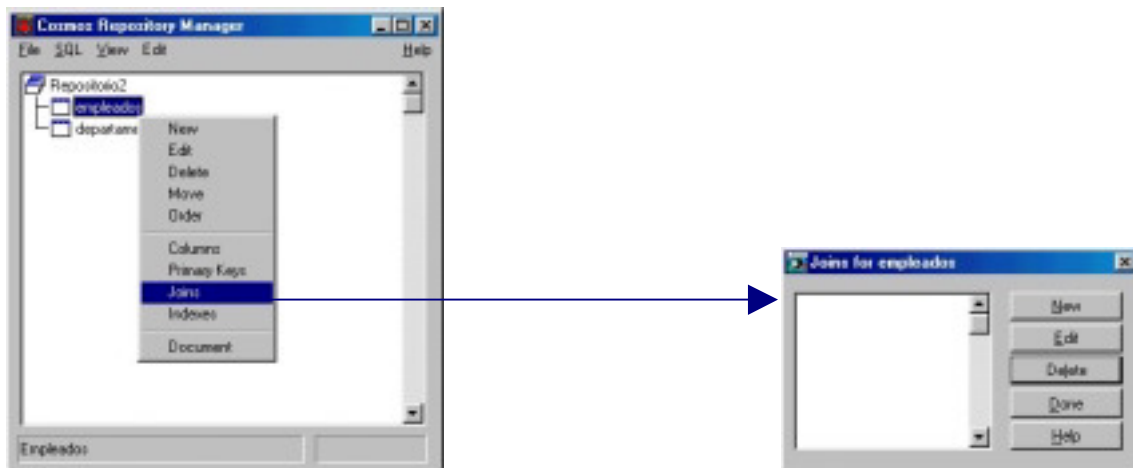 Cosmos Repository Manager
File SQL View Edit Help
Repositorio2
empleados
departame
New
Edit
Delete
Move
Order
Columns
Primary Keys
Joins
Indexes
Document
Empleados
Joins for empleados
New
Edit
Delete
Done
Help